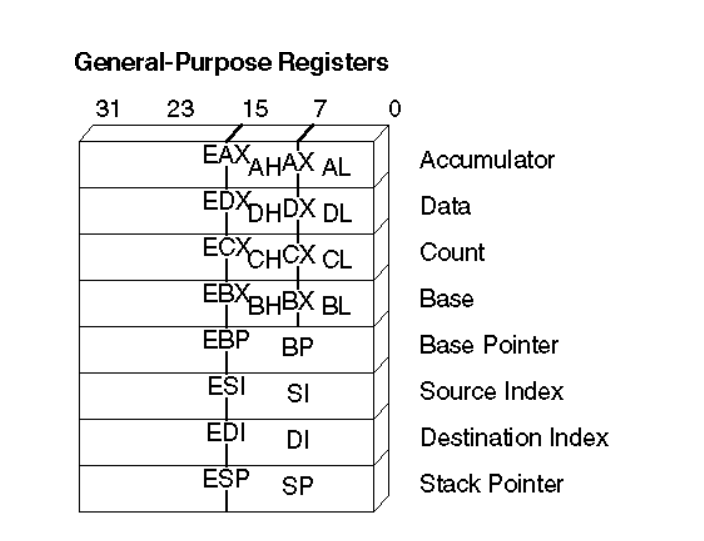 General-Purpose Registers
31 23 15 7 0
EAX AH AX AL Accumulator
EDX DH DX DL Data
ECX CH CX CL Count
EBX BH BX BL Base
EBP BP Base Pointer
ESI SI Source Index
EDI DI Destination Index
ESP SP Stack Pointer